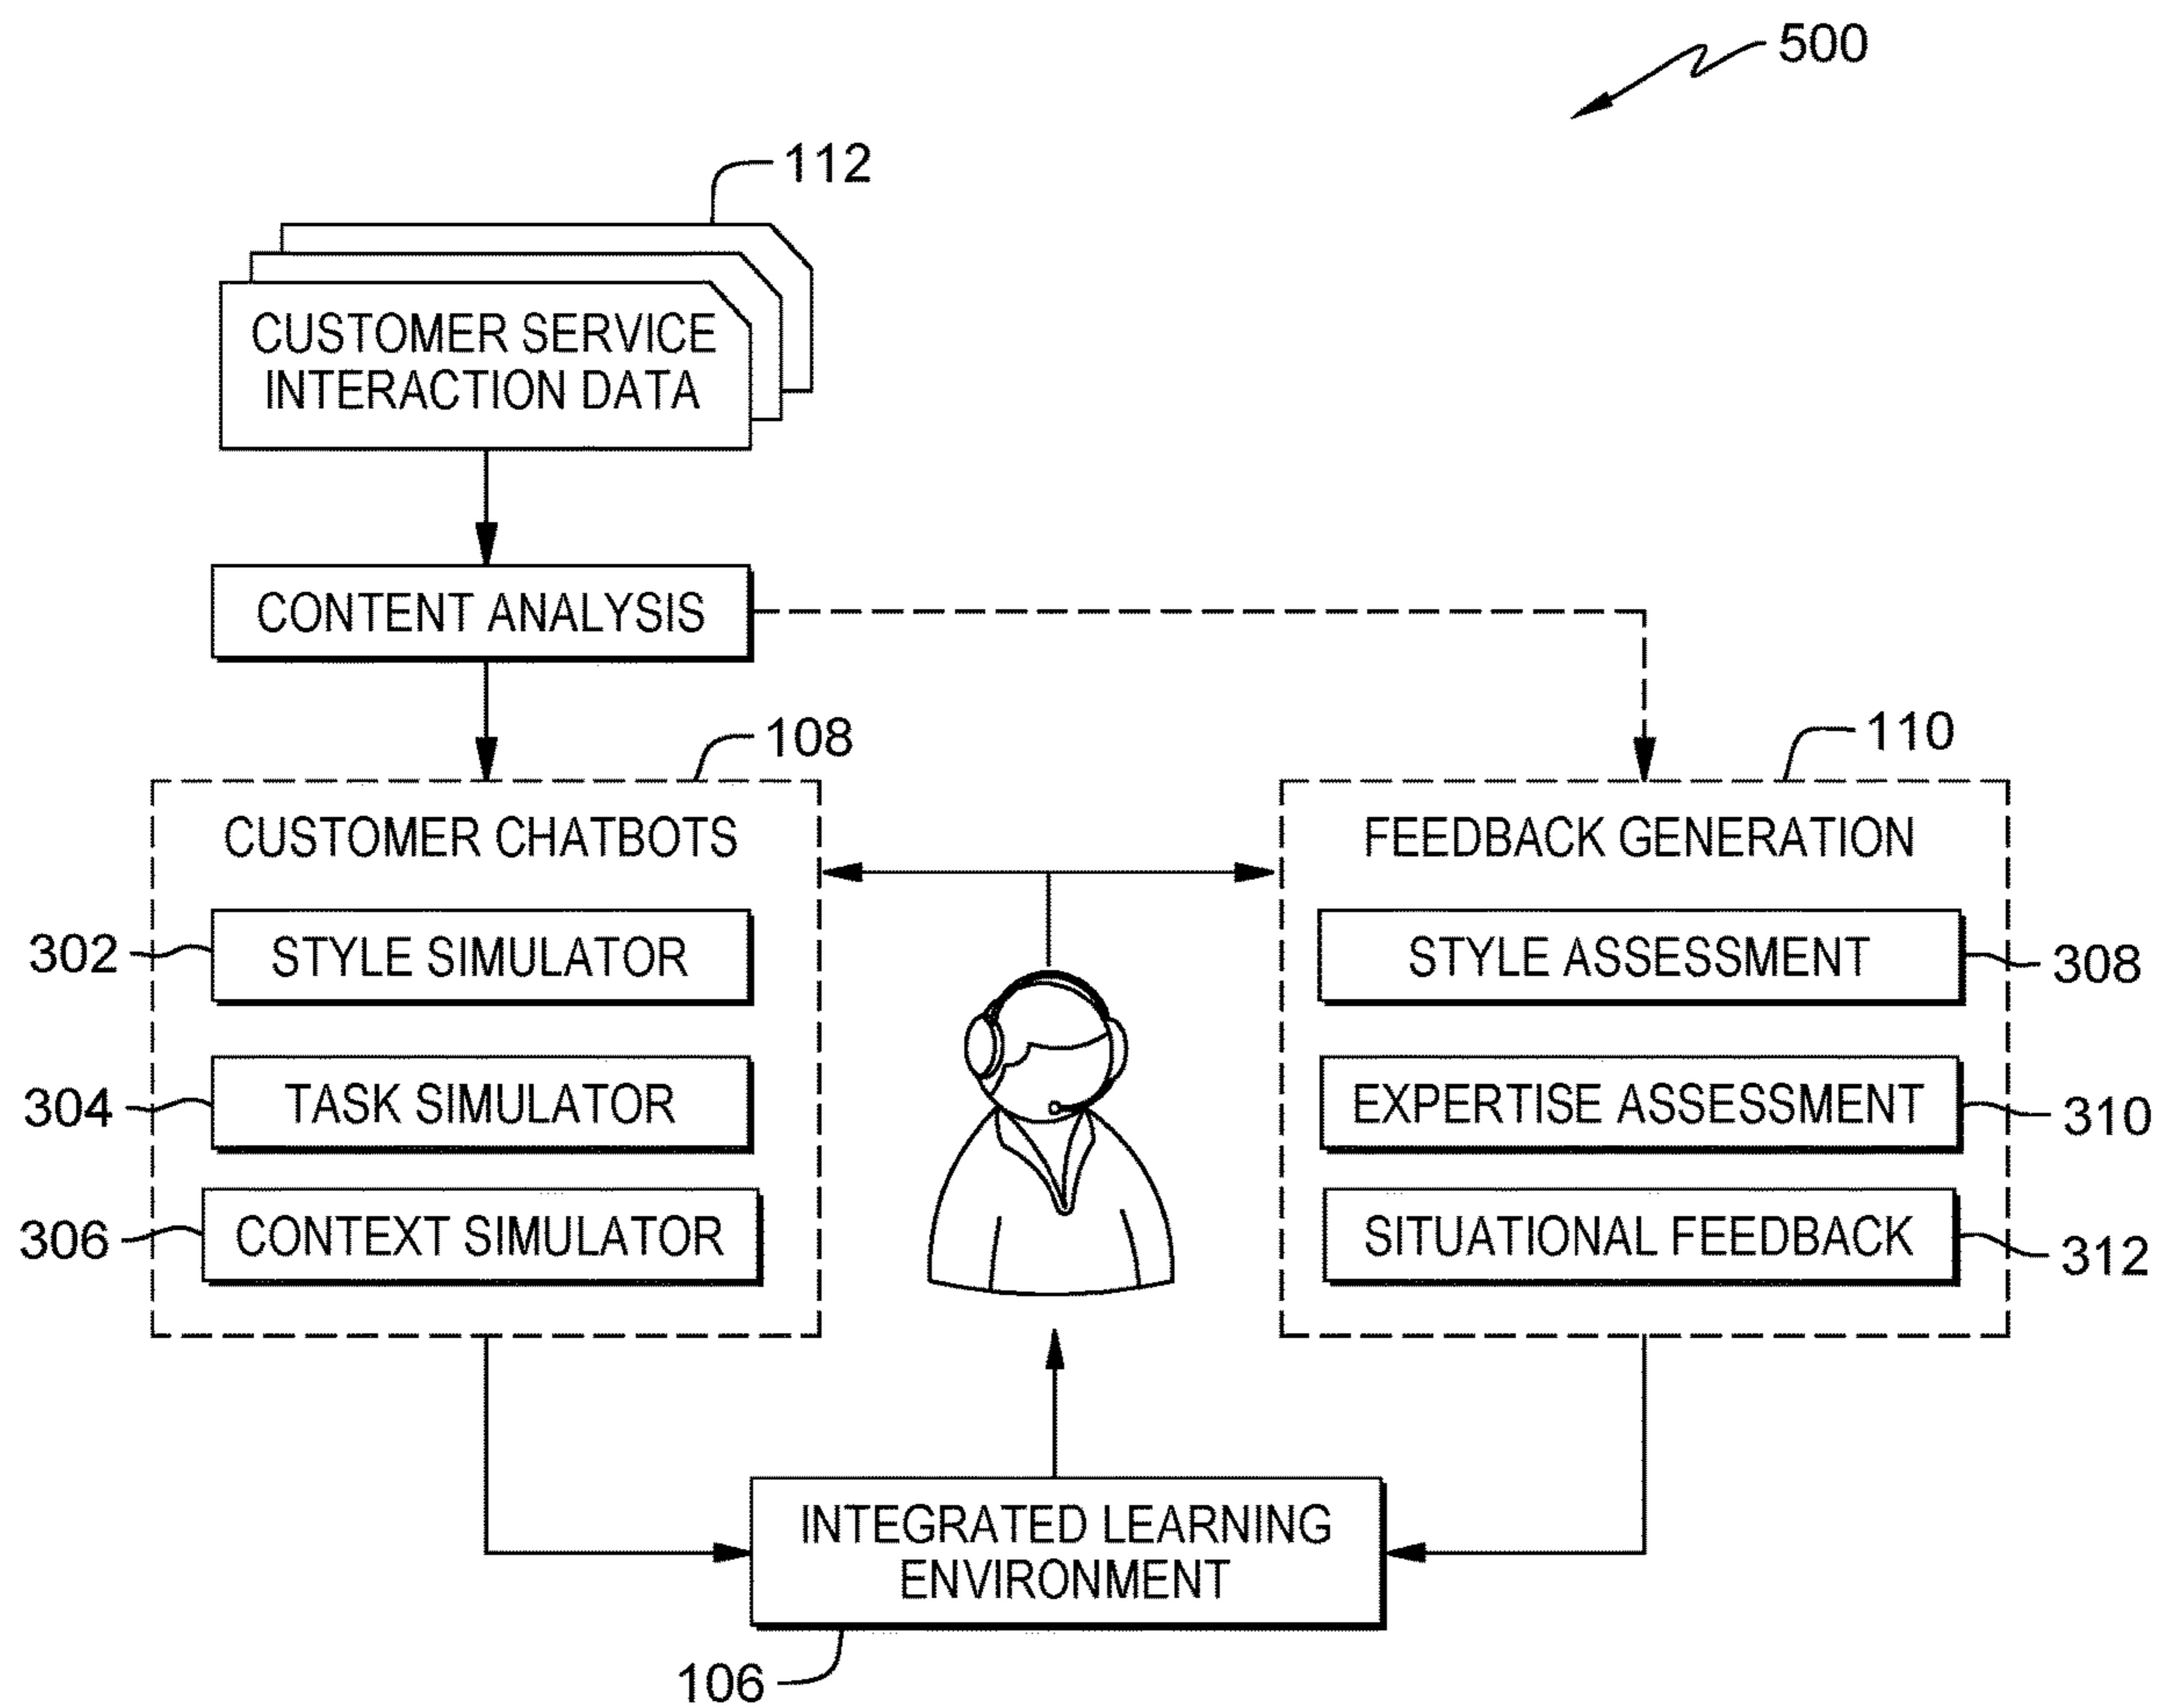 500
112
CUSTOMER SERVICE
INTERACTION DATA
CONTENT ANALYSIS
108
110
CUSTOMER CHATBOTS
FEEDBACK GENERATION
302
STYLE SIMULATOR
STYLE ASSESSMENT
308
304
TASK SIMULATOR
EXPERTISE ASSESSMENT
310
306
CONTEXT SIMULATOR
SITUATIONAL FEEDBACK
312
INTEGRATED LEARNING
ENVIRONMENT
106